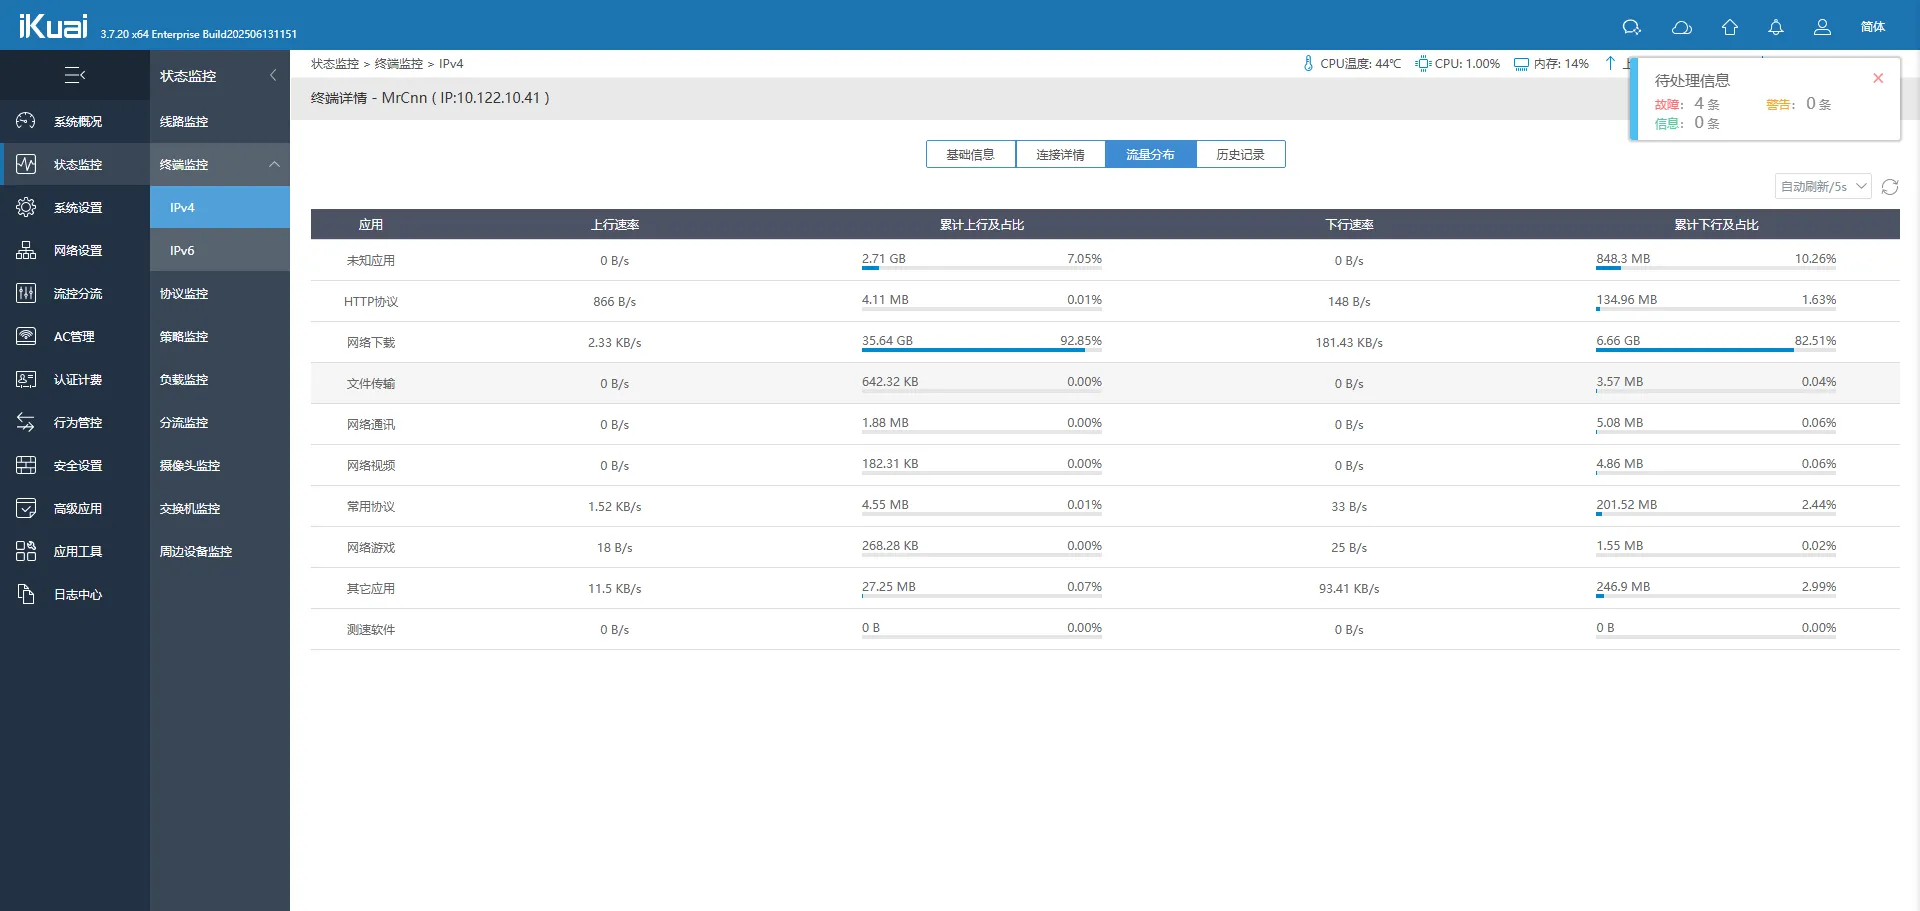 iKuai 3.7.20 x64 Enterprise Build202506131151
简体
状态监控
系统概况
状态监控
系统设置
网络设置
流控分流
AC管理
认证计费
行为管控
安全设置
高级应用
应用工具
日志中心
线路监控
终端监控
IPv4
IPv6
协议监控
策略监控
负载监控
分流监控
摄像头监控
交换机监控
周边设备监控
状态监控 > 终端监控 > IPv4
CPU温度: 44℃ CPU: 1.00% 内存: 14% 上
终端详情 - MrCnn ( IP:10.122.10.41 )
待处理信息
故障: 4 条 警告: 0 条
信息: 0 条
基础信息 连接详情 流量分布 历史记录
自动刷新/5s
应用 上行速率 累计上行及占比 下行速率 累计下行及占比
未知应用 0 B/s 2.71 GB 7.05% 0 B/s 848.3 MB 10.26%
HTTP协议 866 B/s 4.11 MB 0.01% 148 B/s 134.96 MB 1.63%
网络下载 2.33 KB/s 35.64 GB 92.85% 181.43 KB/s 6.66 GB 82.51%
文件传输 0 B/s 642.32 KB 0.00% 0 B/s 3.57 MB 0.04%
网络通讯 0 B/s 1.88 MB 0.00% 0 B/s 5.08 MB 0.06%
网络视频 0 B/s 182.31 KB 0.00% 0 B/s 4.86 MB 0.06%
常用协议 1.52 KB/s 4.55 MB 0.01% 33 B/s 201.52 MB 2.44%
网络游戏 18 B/s 268.28 KB 0.00% 25 B/s 1.55 MB 0.02%
其它应用 11.5 KB/s 27.25 MB 0.07% 93.41 KB/s 246.9 MB 2.99%
测速软件 0 B/s 0 B 0.00% 0 B/s 0 B 0.00%